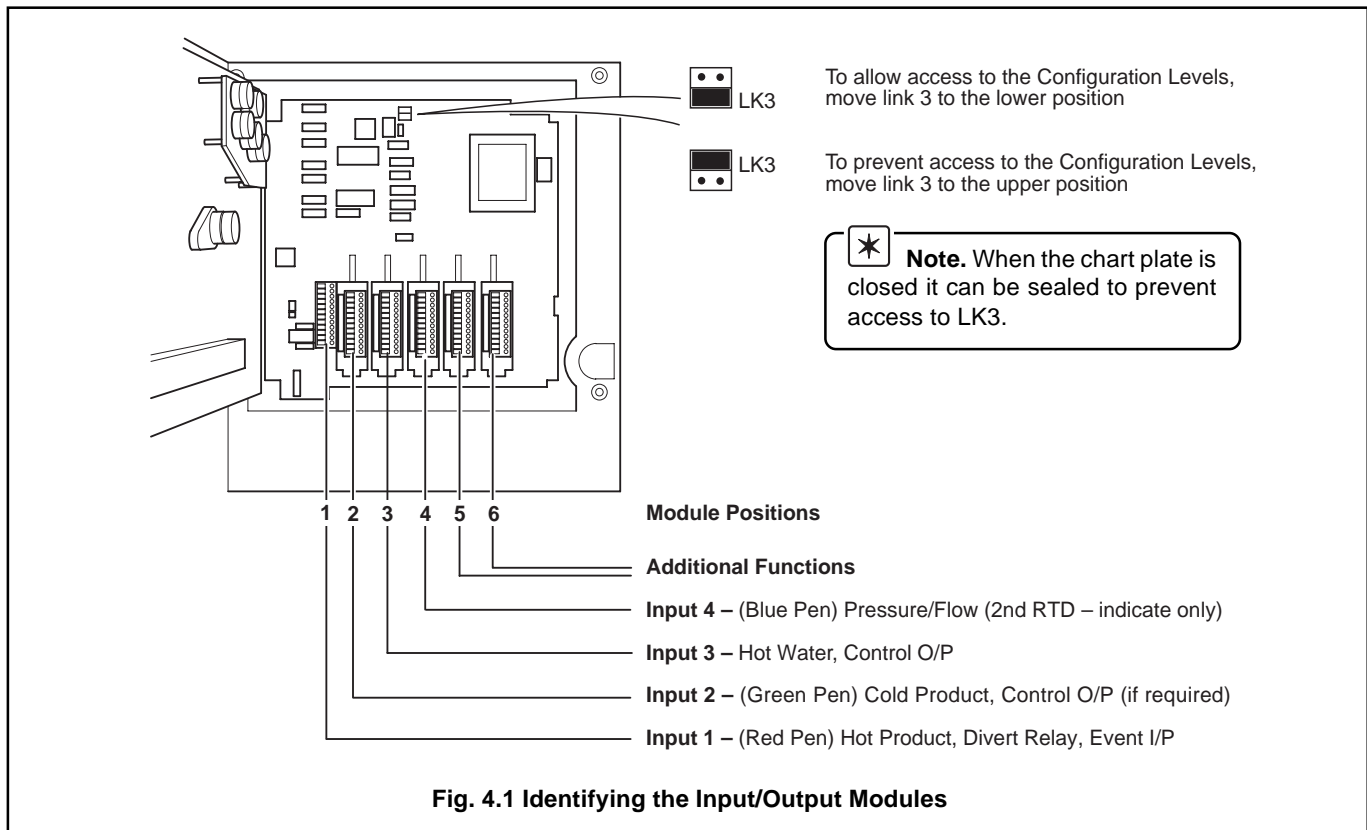 LK3
To allow access to the Configuration Levels,
move link 3 to the lower position
LK3
To prevent access to the Configuration Levels,
move link 3 to the upper position
Note. When the chart plate is
closed it can be sealed to prevent
access to LK3.
1 2 3 4 5 6
Module Positions
Additional Functions
Input 4 – (Blue Pen) Pressure/Flow (2nd RTD – indicate only)
Input 3 – Hot Water, Control O/P
Input 2 – (Green Pen) Cold Product, Control O/P (if required)
Input 1 – (Red Pen) Hot Product, Divert Relay, Event I/P
Fig. 4.1 Identifying the Input/Output Modules